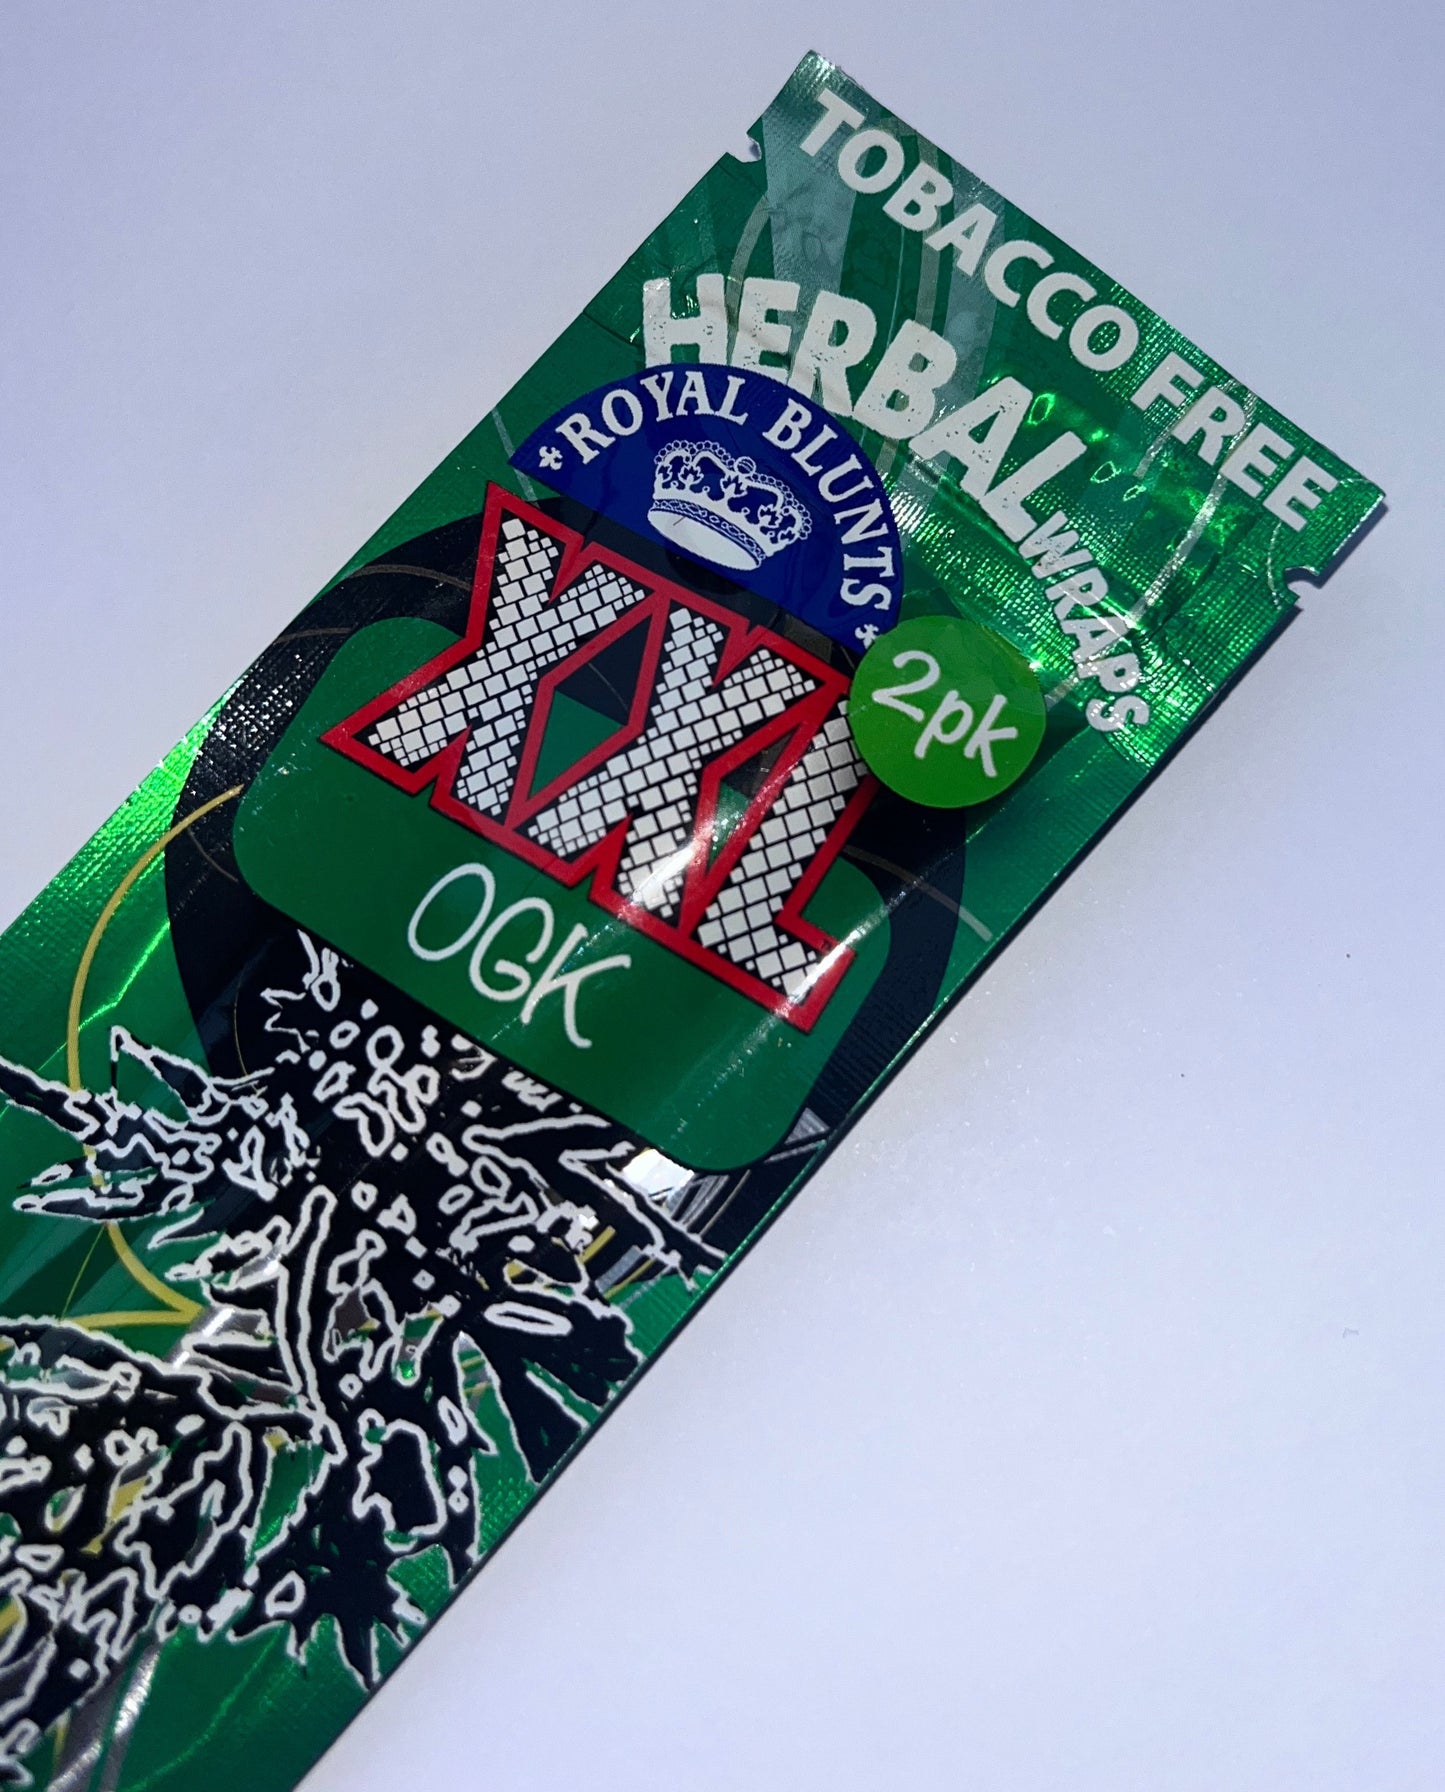 TOBACCO FREE
HERBAL
WRAPS
ROYAL BLUNTS
XXL
2pk
OGK